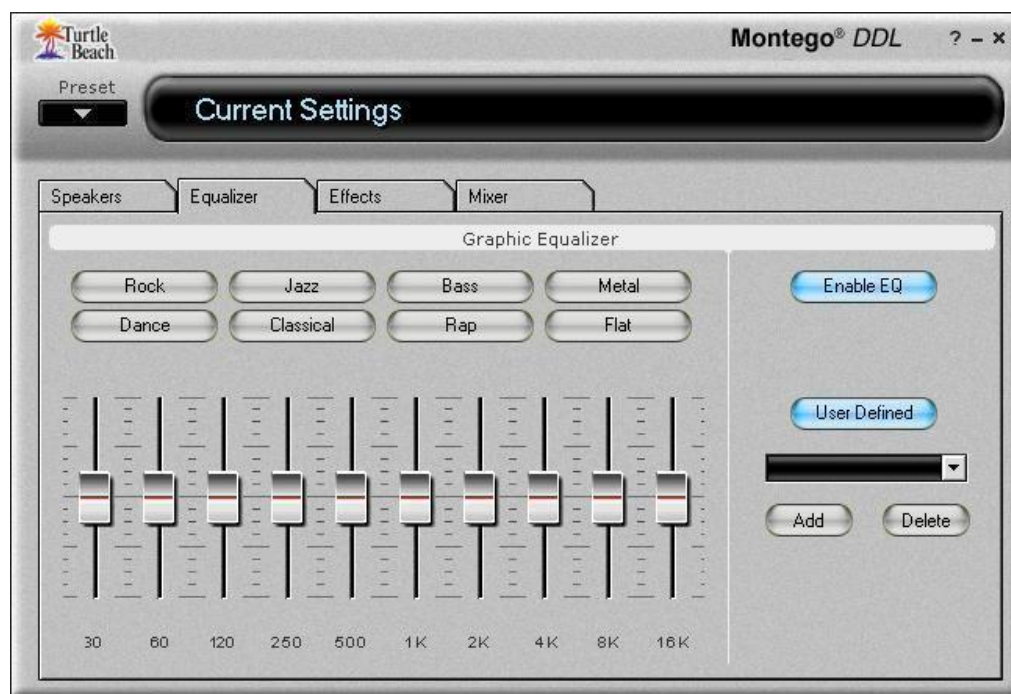 Turtle
Beach
Montego® DDL ? – ×
Preset
Current Settings
Speakers Equalizer Effects Mixer
Graphic Equalizer
Rock Jazz Bass Metal Enable EQ
Dance Classical Rap Flat
User Defined
Add Delete
30 60 120 250 500 1K 2K 4K 8K 16K